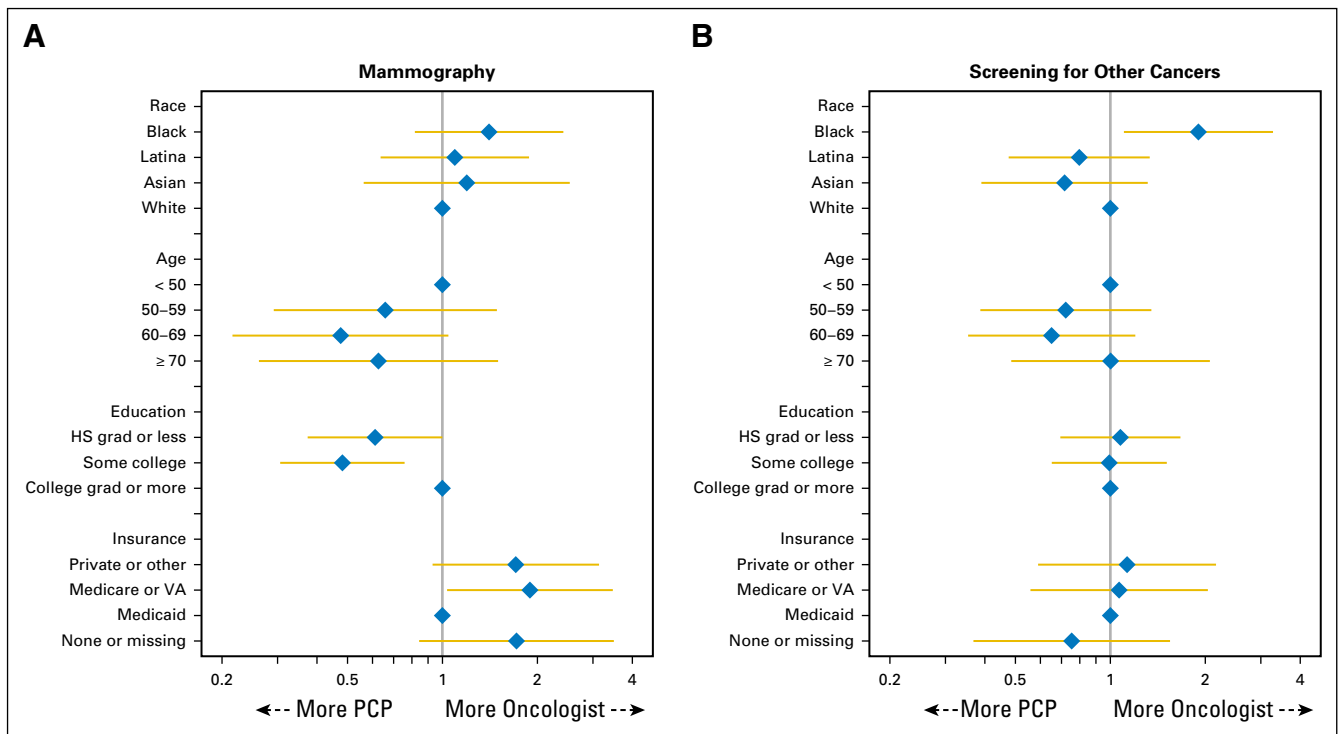 A
Mammography
Race
Black
Latina
Asian
White
Age
< 50
50–59
60–69
≥ 70
Education
HS grad or less
Some college
College grad or more
Insurance
Private or other
Medicare or VA
Medicaid
None or missing
0.2 0.5 1 2 4
More PCP More Oncologist
B
Screening for Other Cancers
Race
Black
Latina
Asian
White
Age
< 50
50–59
60–69
≥ 70
Education
HS grad or less
Some college
College grad or more
Insurance
Private or other
Medicare or VA
Medicaid
None or missing
0.2 0.5 1 2 4
More PCP More Oncologist